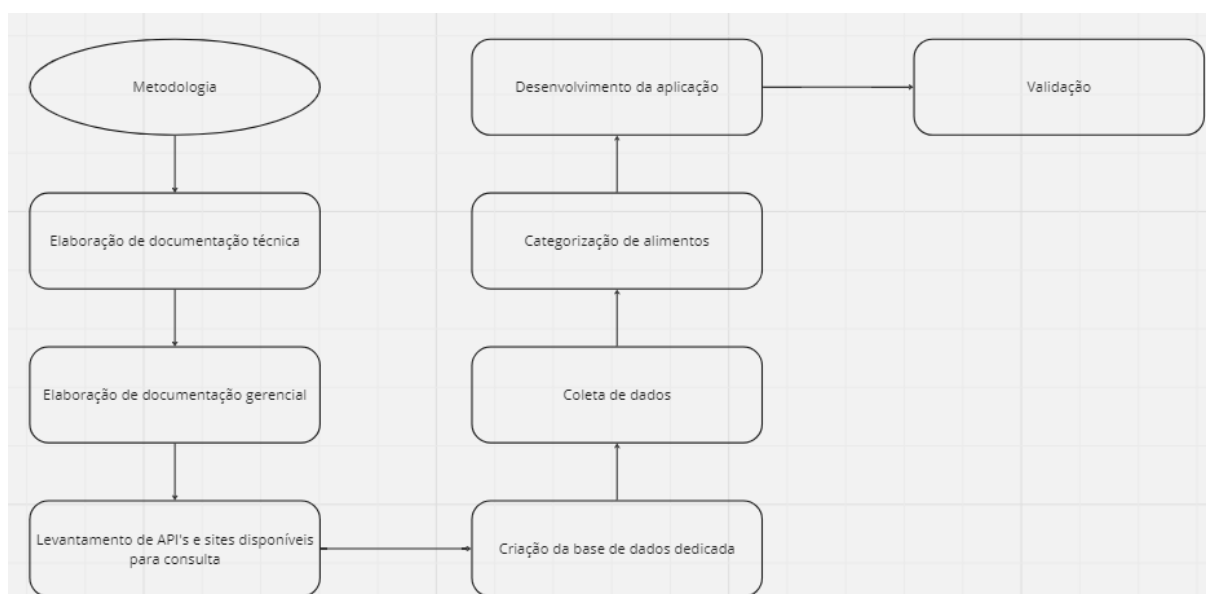 Metodologia
Elaboração de documentação técnica
Elaboração de documentação gerencial
Levantamento de API's e sites disponíveis
para consulta
Criação da base de dados dedicada
Coleta de dados
Categorização de alimentos
Desenvolvimento da aplicação
Validação